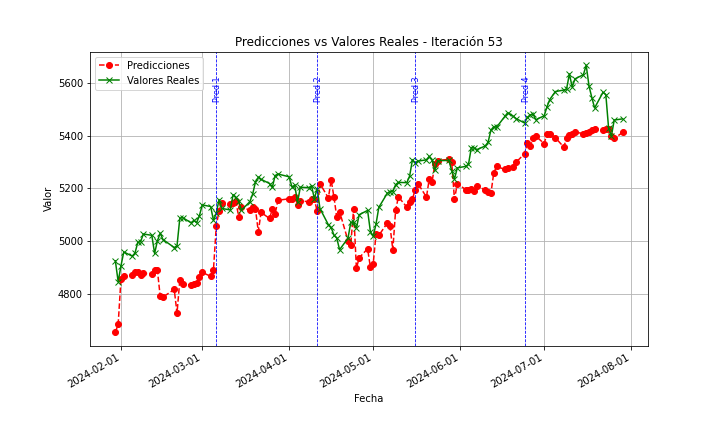 Predicciones vs Valores Reales - Iteración 53
Predicciones
Valores Reales
Pred 1
Pred 2
Pred 3
Pred 4
Valor
5600
5400
5200
5000
4800
2024-02-01
2024-03-01
2024-04-01
2024-05-01
2024-06-01
2024-07-01
2024-08-01
Fecha